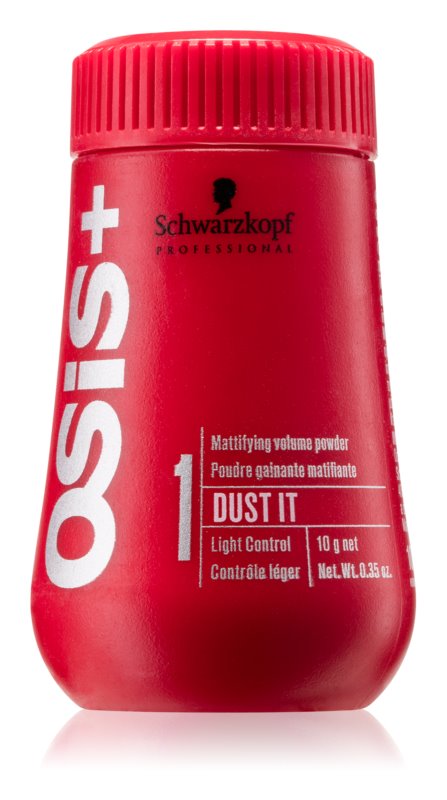 Schwarzkopf
PROFESSIONAL
OSIS+
1
Mattifying volume powder
Poudre gainante matifiante
DUST IT
Light Control
10 g net
Contrôle léger
Net.Wt.0.35 oz.